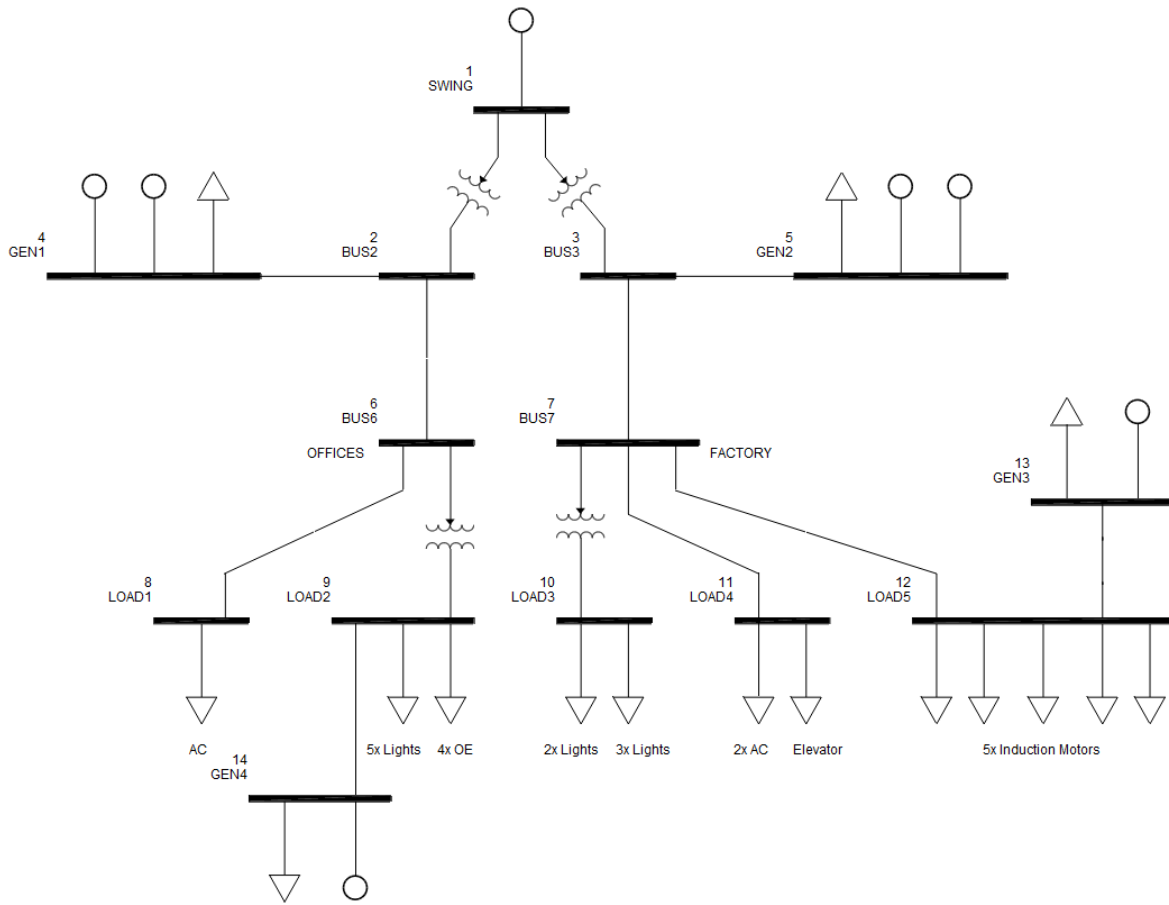 1
SWING
4
GEN1
2
BUS2
3
BUS3
5
GEN2
6
BUS6
OFFICES
7
BUS7
FACTORY
13
GEN3
8
LOAD1
9
LOAD2
10
LOAD3
11
LOAD4
12
LOAD5
AC
5x Lights
4x OE
2x Lights
3x Lights
2x AC
Elevator
5x Induction Motors
14
GEN4